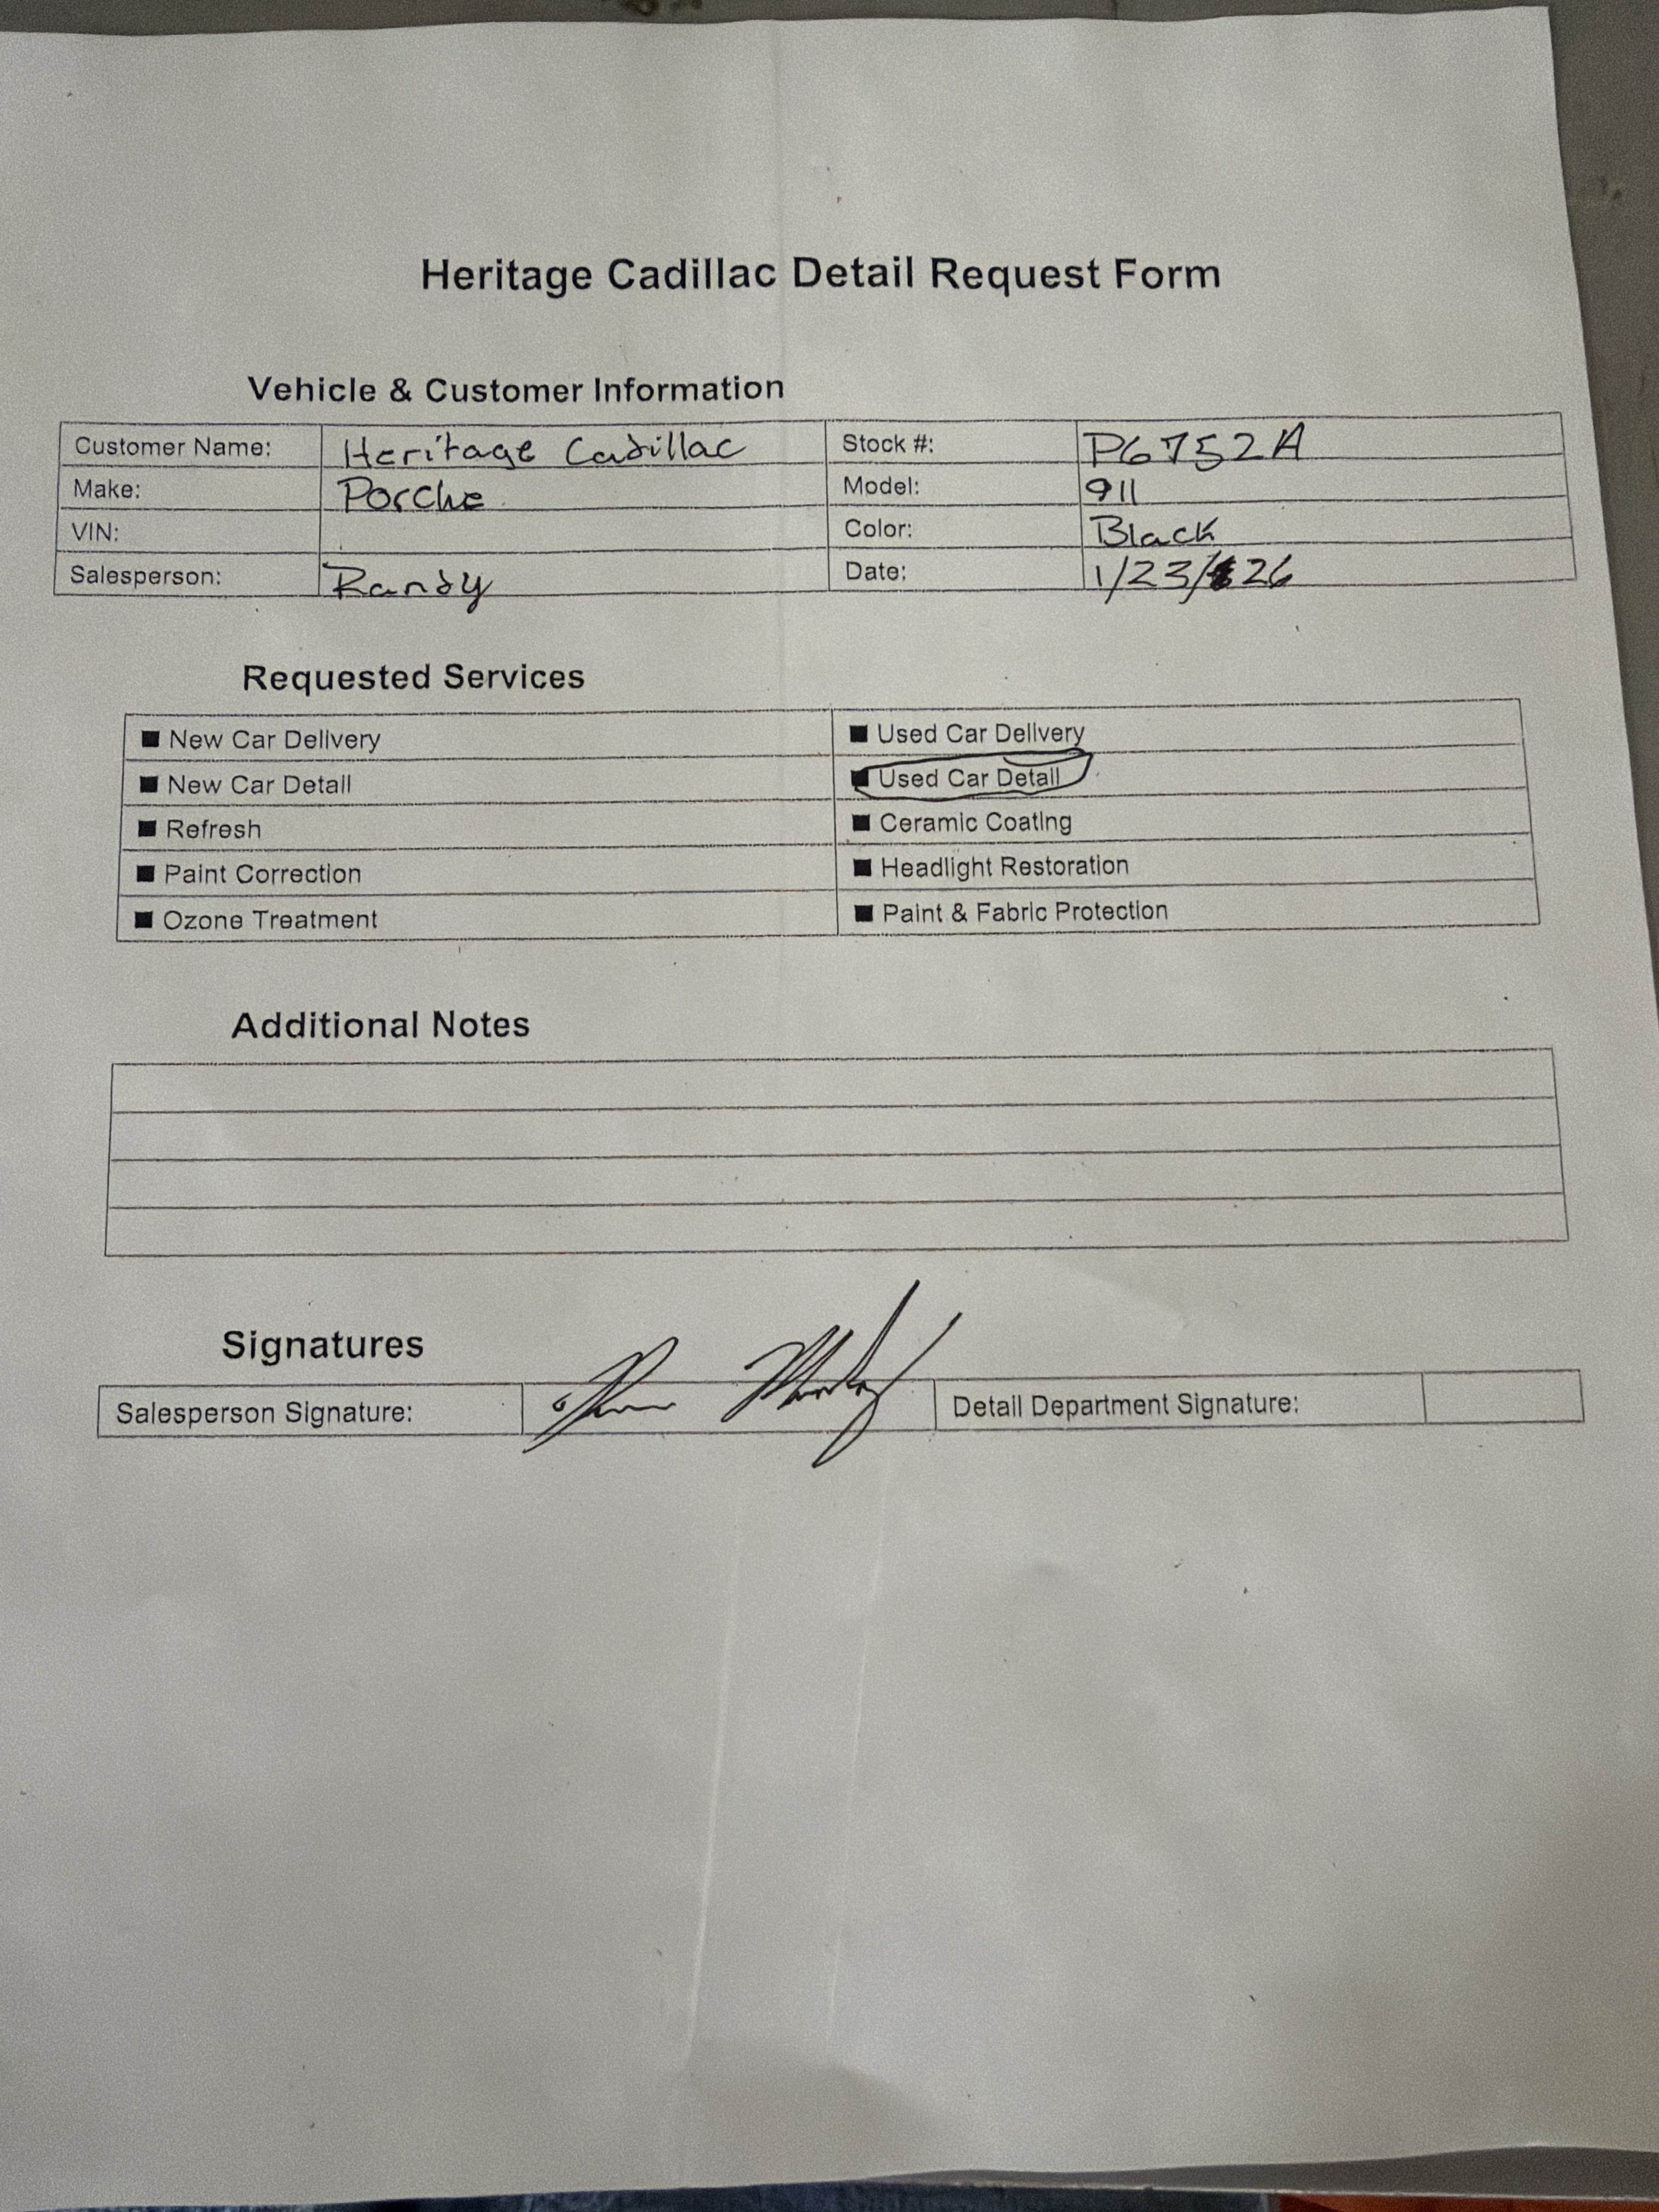 Heritage Cadillac Detail Request Form
Vehicle & Customer Information
Customer Name: Heritage Cadillac Stock #: P6752A
Make: Porche Model: 911
VIN: Color: Black
Salesperson: Randy Date: 1/23/26
Requested Services
■ New Car Delivery ■ Used Car Delivery
■ New Car Detail ■ Used Car Detail
■ Refresh ■ Ceramic Coating
■ Paint Correction ■ Headlight Restoration
■ Ozone Treatment ■ Paint & Fabric Protection
Additional Notes
Signatures
Salesperson Signature: Detail Department Signature: